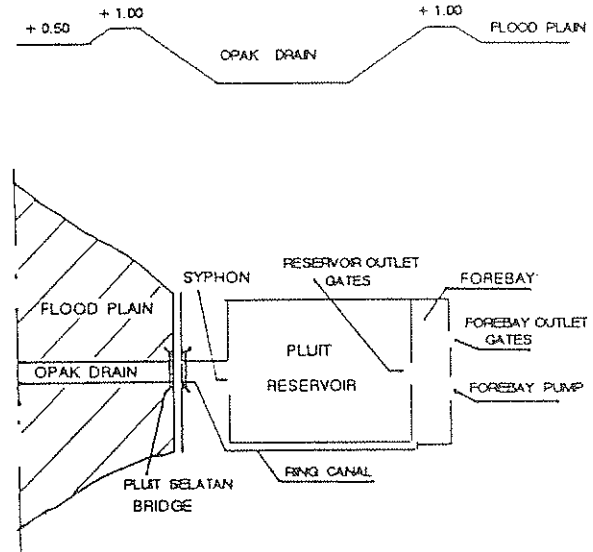 + 0.50
+ 1.00
OPAK DRAIN
+ 1.00
FLOOD PLAIN
FLOOD PLAIN
OPAK DRAIN
PLUIT SELATAN
BRIDGE
SYPHON
RESERVOIR OUTLET
GATES
PLUIT
RESERVOIR
RING CANAL
FOREBAY
FOREBAY OUTLET
GATES
FOREBAY PUMP